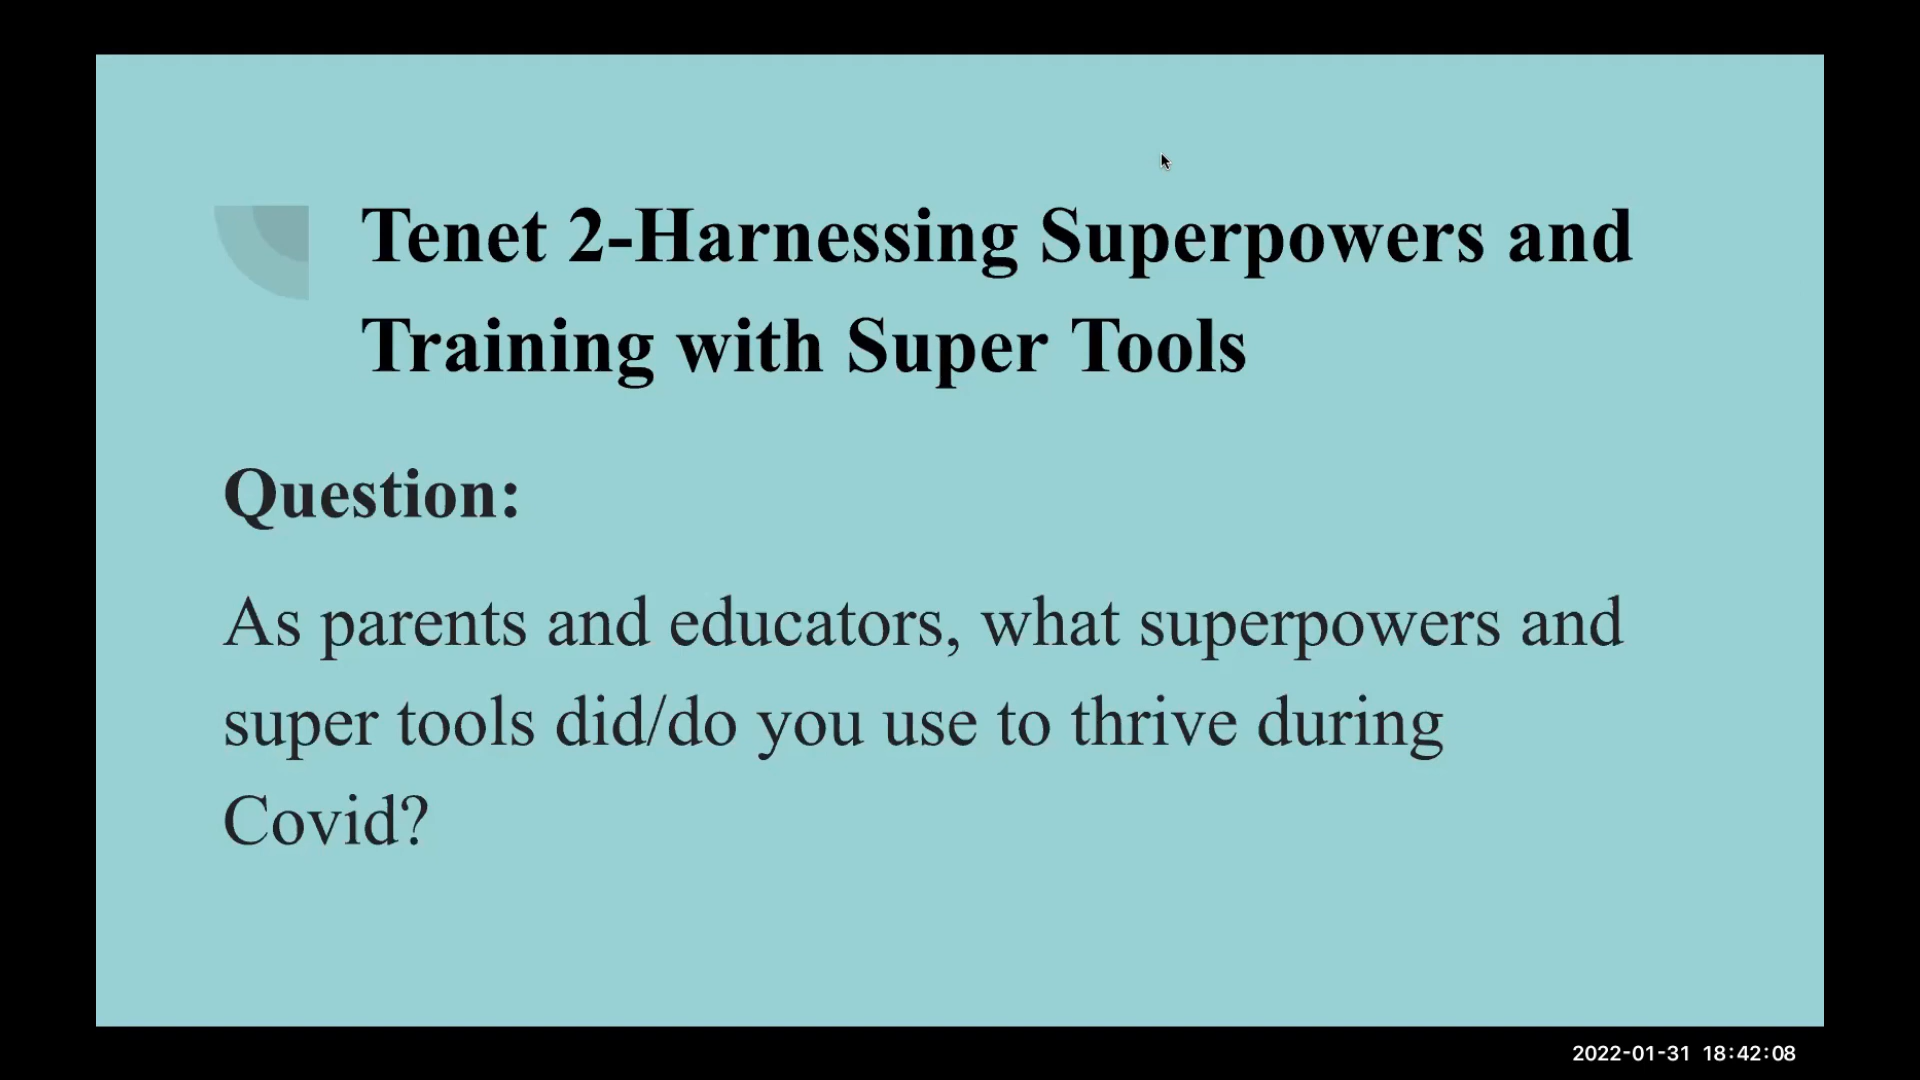 Tenet 2-Harnessing Superpowers and
Training with Super Tools
Question:
As parents and educators, what superpowers and
super tools did/do you use to thrive during
Covid?
2022-01-31 18:42:08